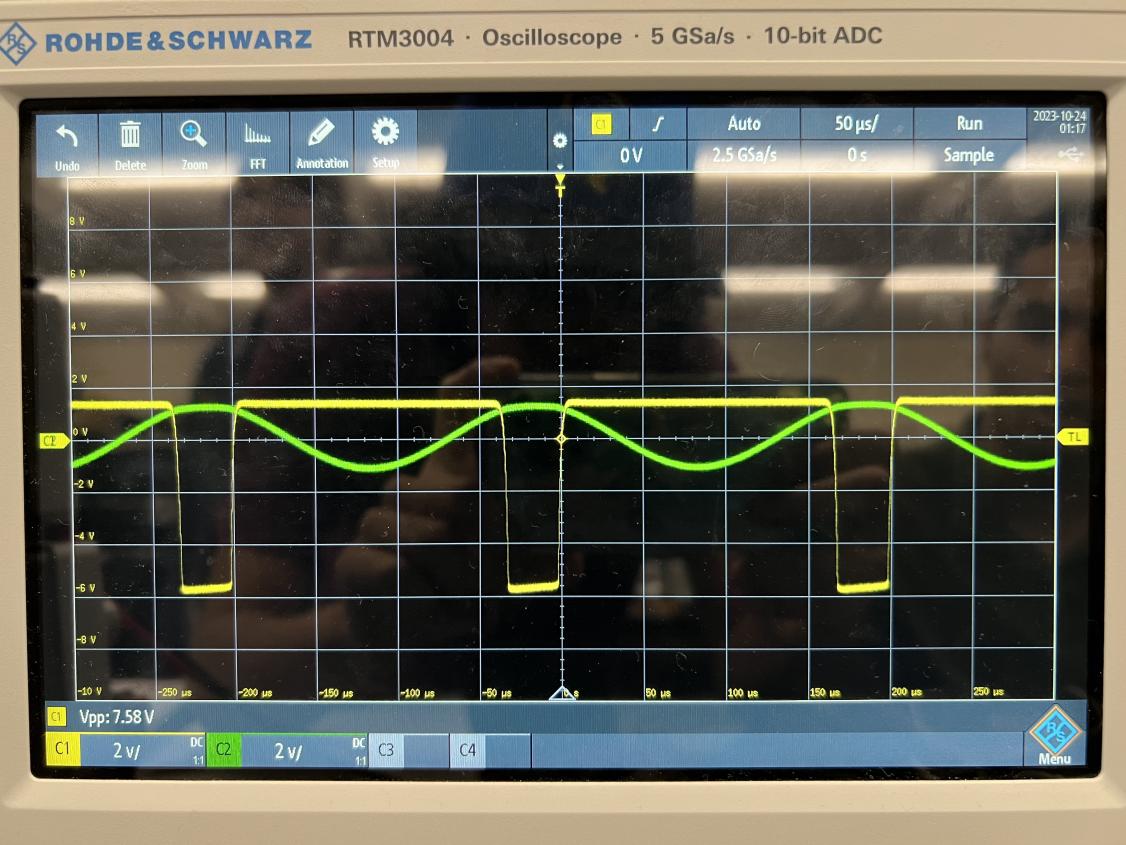 ROHDE&SCHWARZ RTM3004 · Oscilloscope · 5 GSa/s · 10-bit ADC
Undo Delete Zoom FFT Annotation Setup
C1 Auto 50 µs/ Run
0 V 2.5 GSa/s 0 s Sample
2023-10-24
01:17
T
8 V
6 V
4 V
2 V
C2 0 V TL
-2 V
-4 V
-6 V
-8 V
-10 V -250 µs -200 µs -150 µs -100 µs -50 µs 0 s 50 µs 100 µs 150 µs 200 µs 250 µs
C1 Vpp: 7.58 V
C1 2 V/ DC 1:1 C2 2 V/ DC 1:1 C3 C4
R&S
Menu